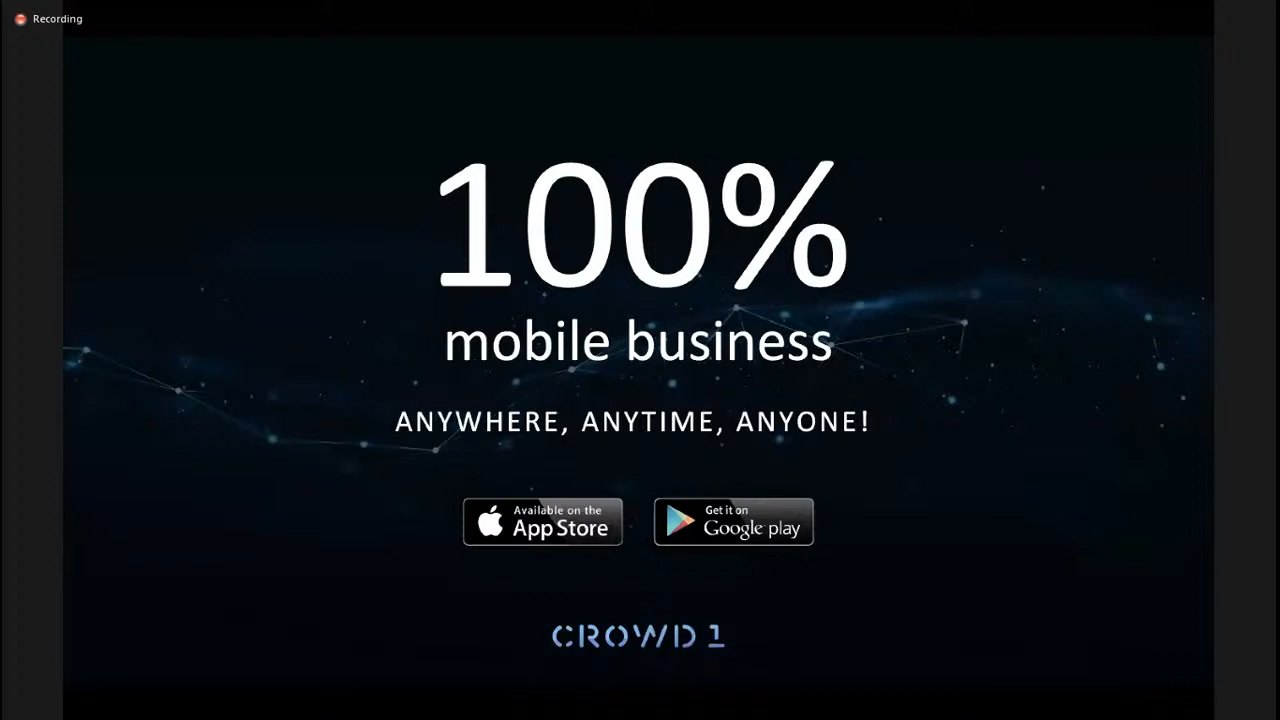 Recording
100%
mobile business
ANYWHERE, ANYTIME, ANYONE!
Available on the
App Store
Get it on
Google play
CROWD 1